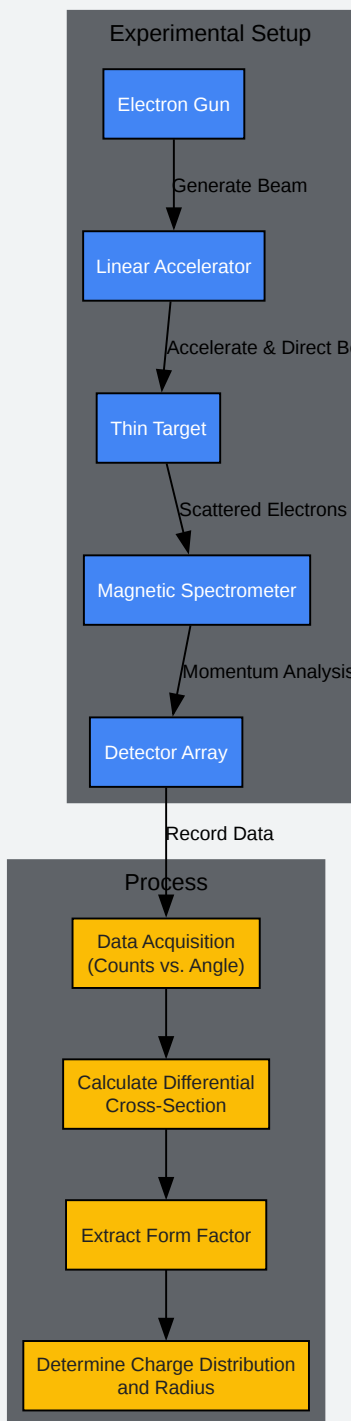 Experimental Setup
Electron Gun
Generate Beam
Linear Accelerator
Accelerate & Direct
Thin Target
Scattered Electrons
Magnetic Spectrometer
Momentum Analysis
Detector Array
Record Data
Process
Data Acquisition
(Counts vs. Angle)
Calculate Differential
Cross-Section
Extract Form Factor
Determine Charge Distribution
and Radius